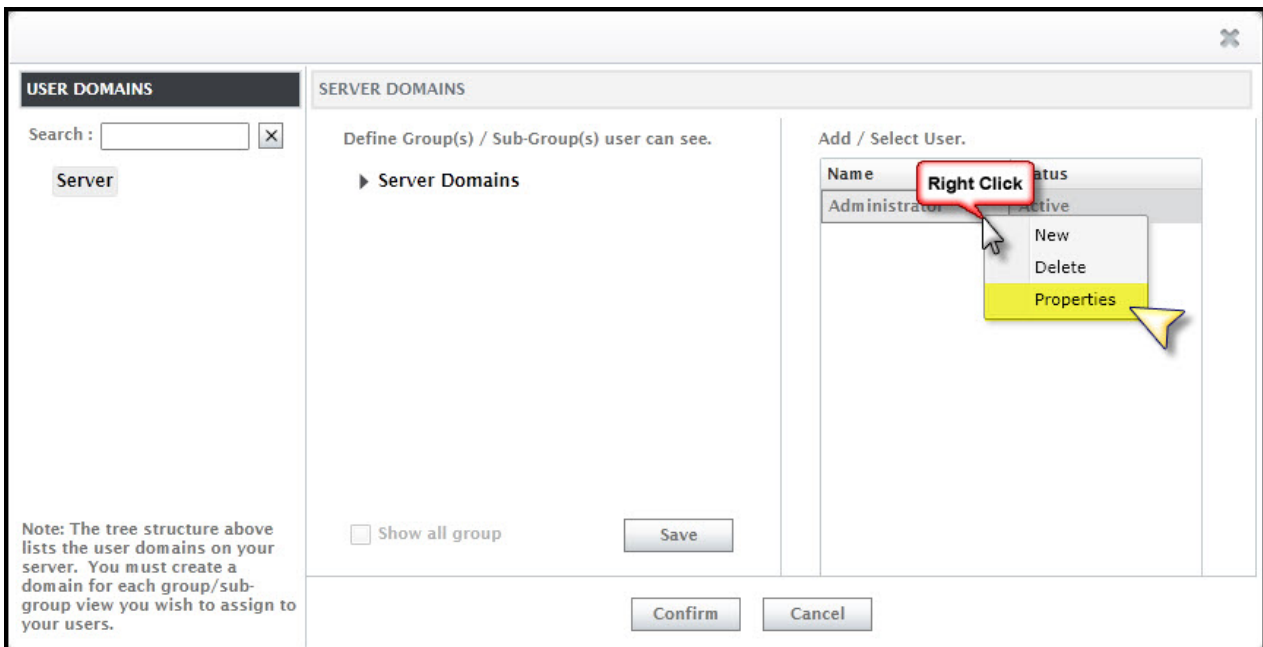 USER DOMAINS
SERVER DOMAINS
Search :
Server
Define Group(s) / Sub-Group(s) user can see.
Server Domains
Add / Select User.
Name
Right Click
atus
Administrator
Active
New
Delete
Properties
Note: The tree structure above
lists the user domains on your
server. You must create a
domain for each group/sub-
group view you wish to assign to
your users.
Show all group
Save
Confirm
Cancel